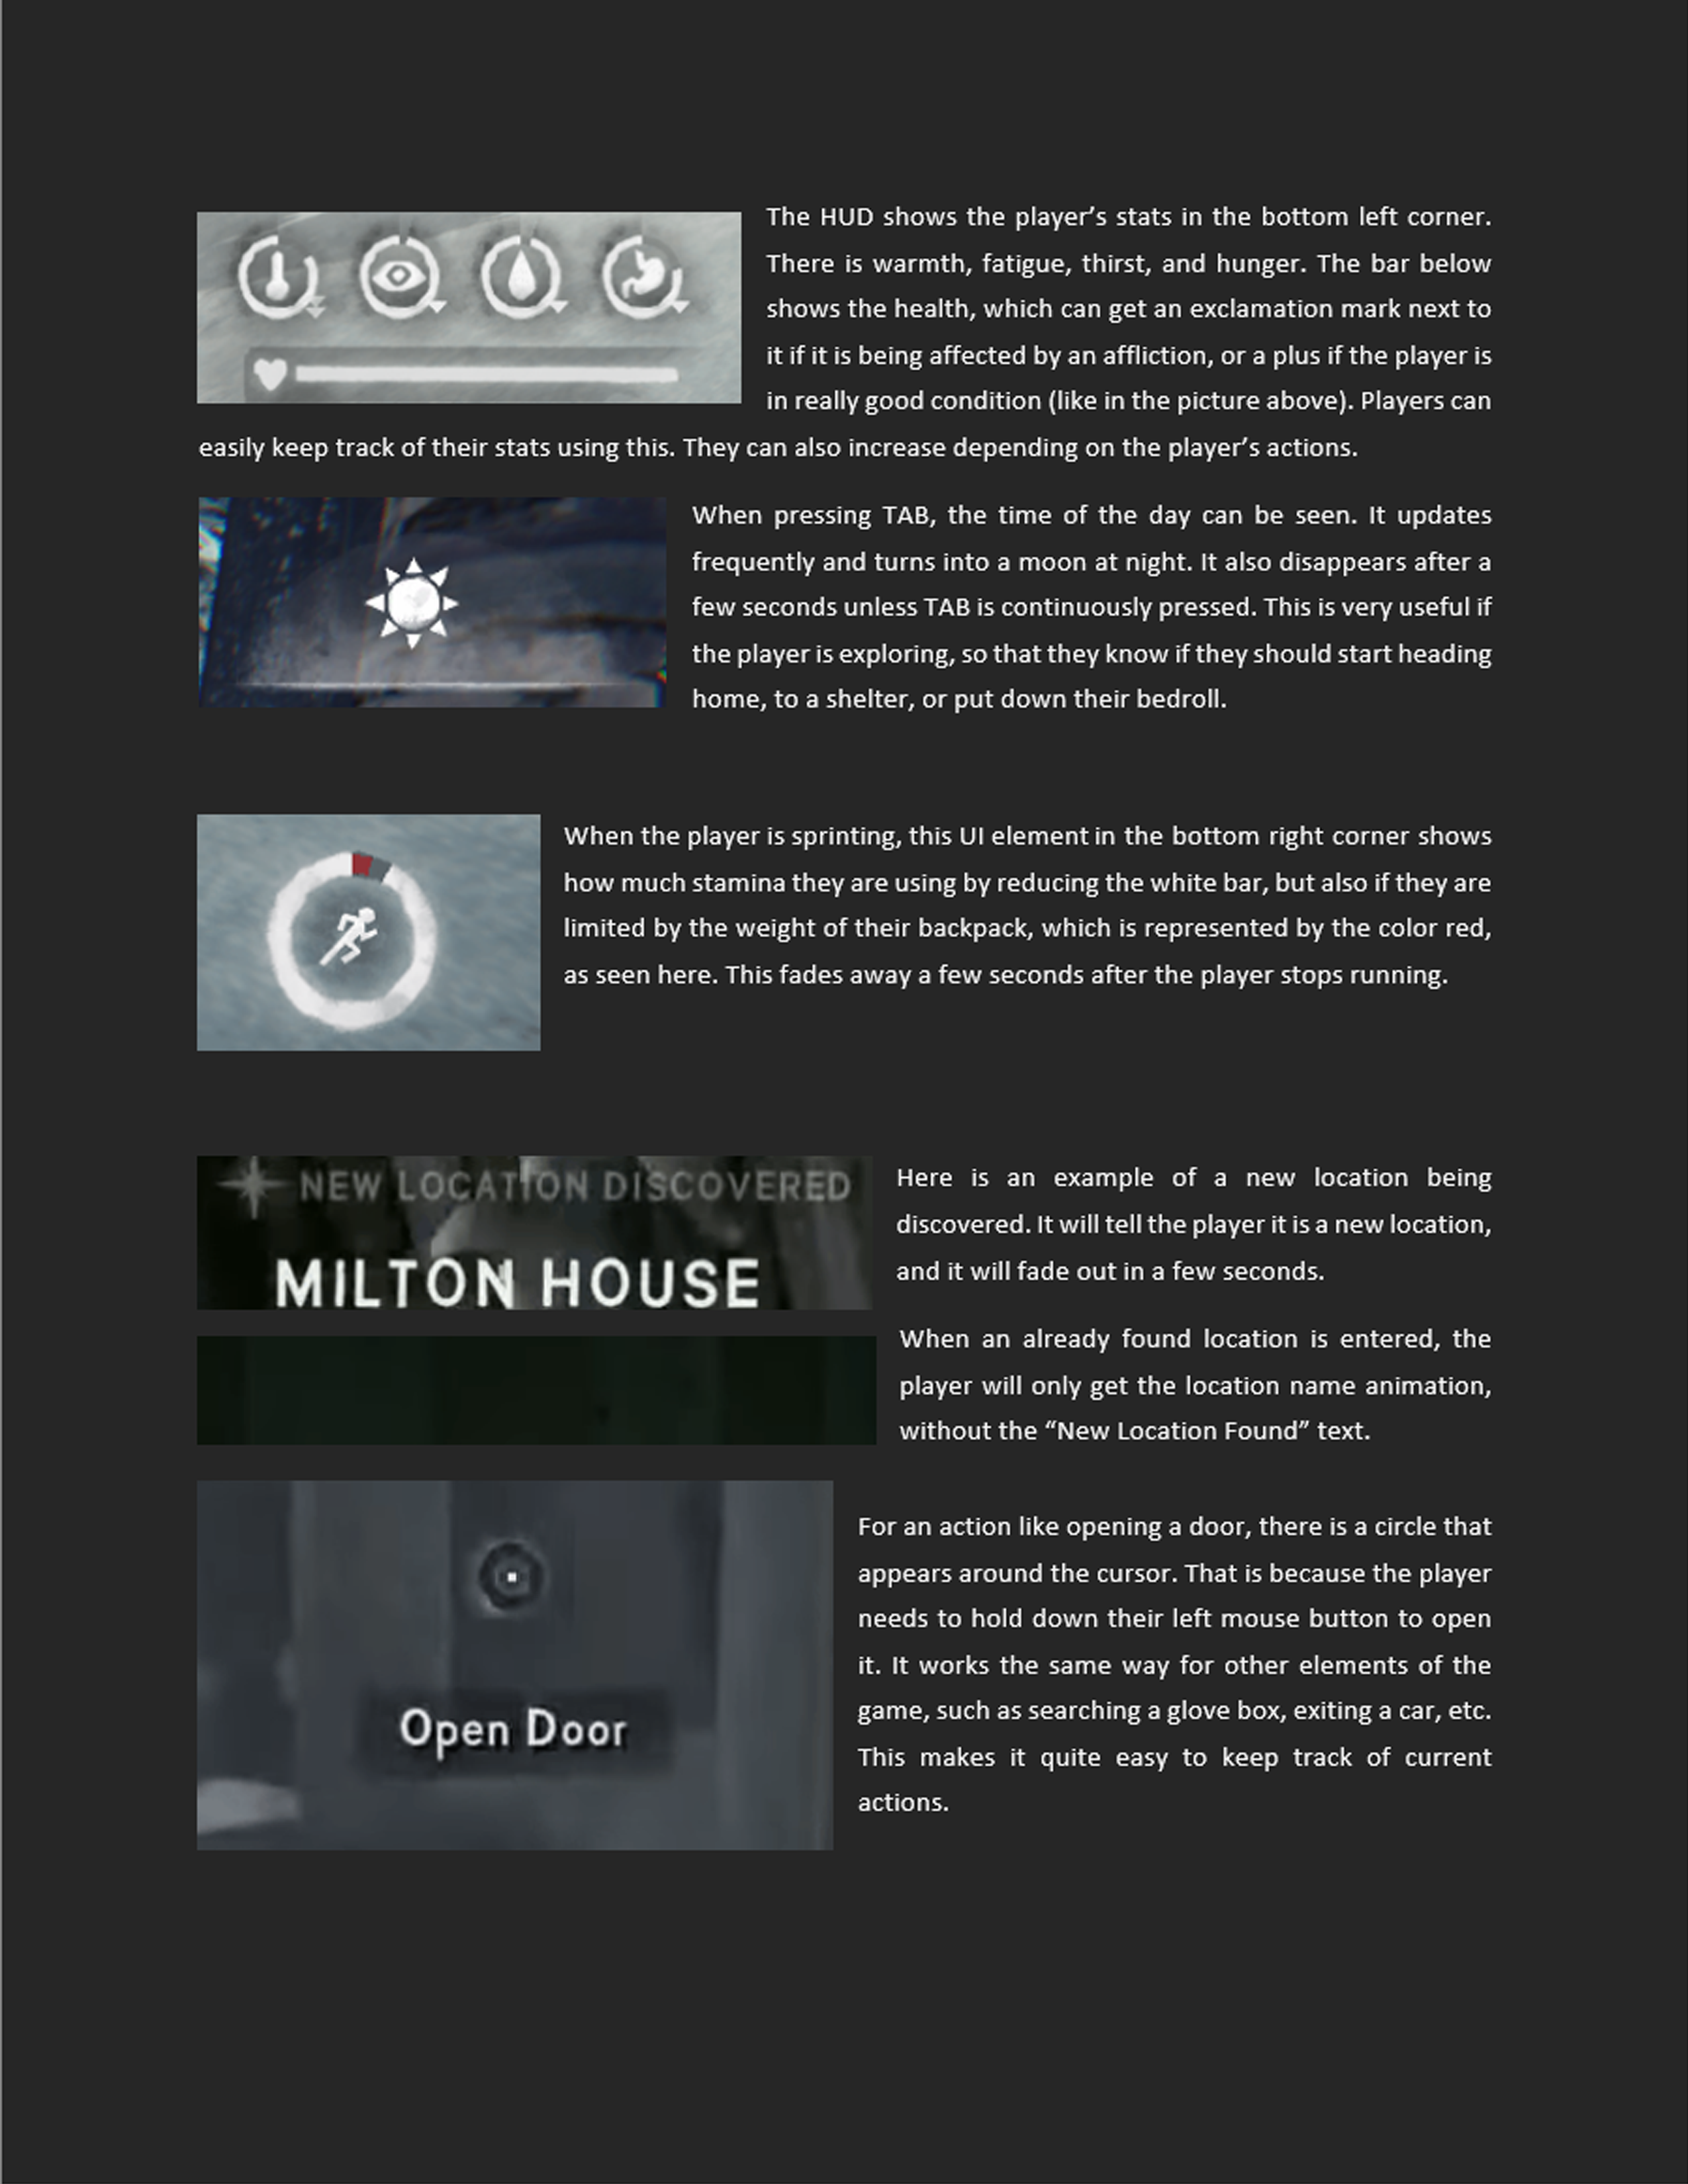 The HUD shows the player’s stats in the bottom left corner.
There is warmth, fatigue, thirst, and hunger. The bar below
shows the health, which can get an exclamation mark next to
it if it is being affected by an affliction, or a plus if the player is
in really good condition (like in the picture above). Players can
easily keep track of their stats using this. They can also increase depending on the player’s actions.
When pressing TAB, the time of the day can be seen. It updates
frequently and turns into a moon at night. It also disappears after a
few seconds unless TAB is continuously pressed. This is very useful if
the player is exploring, so that they know if they should start heading
home, to a shelter, or put down their bedroll.
When the player is sprinting, this UI element in the bottom right corner shows
how much stamina they are using by reducing the white bar, but also if they are
limited by the weight of their backpack, which is represented by the color red,
as seen here. This fades away a few seconds after the player stops running.
NEW LOCATION DISCOVERED
MILTON HOUSE
Here is an example of a new location being
discovered. It will tell the player it is a new location,
and it will fade out in a few seconds.
When an already found location is entered, the
player will only get the location name animation,
without the “New Location Found” text.
Open Door
For an action like opening a door, there is a circle that
appears around the cursor. That is because the player
needs to hold down their left mouse button to open
it. It works the same way for other elements of the
game, such as searching a glove box, exiting a car, etc.
This makes it quite easy to keep track of current
actions.